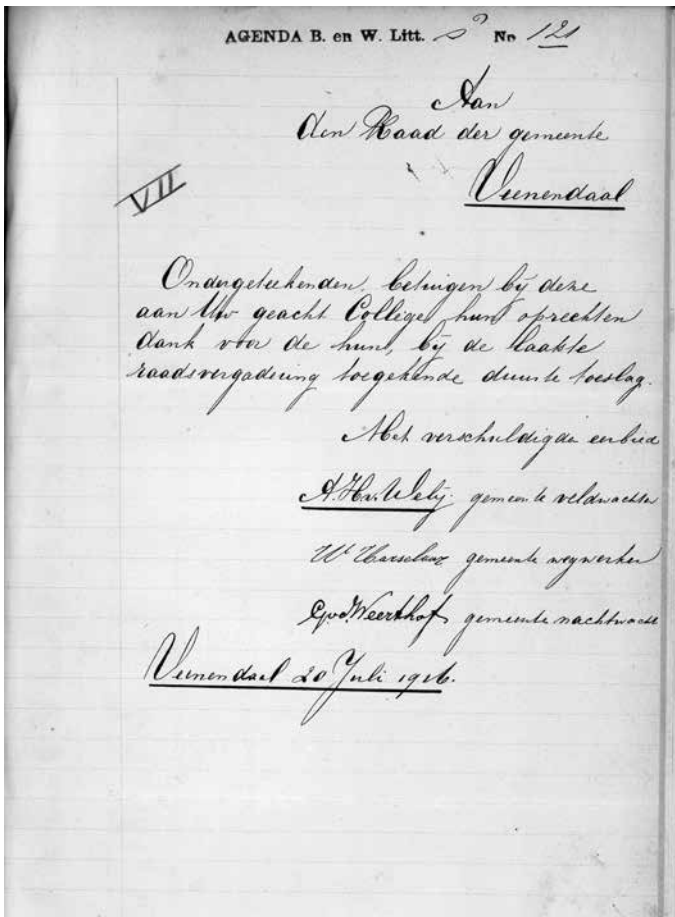 AGENDA B. en W. Litt. S No 121
Aan
den Raad der gemeente
VII
Veenendaal
Ondergeteekenden, betuigen bij deze
aan Uw geacht College, hun oprechten
dank voor de hun, bij de laatste
raadsvergadering toegekende duurte toeslag.
Met verschuldigde eerbied
gemeente veldwachter
W Harselaar gemeente wegwerker
G.v.d.Weerthof gemeente nachtwacht
Veenendaal 20 Juli 1916.